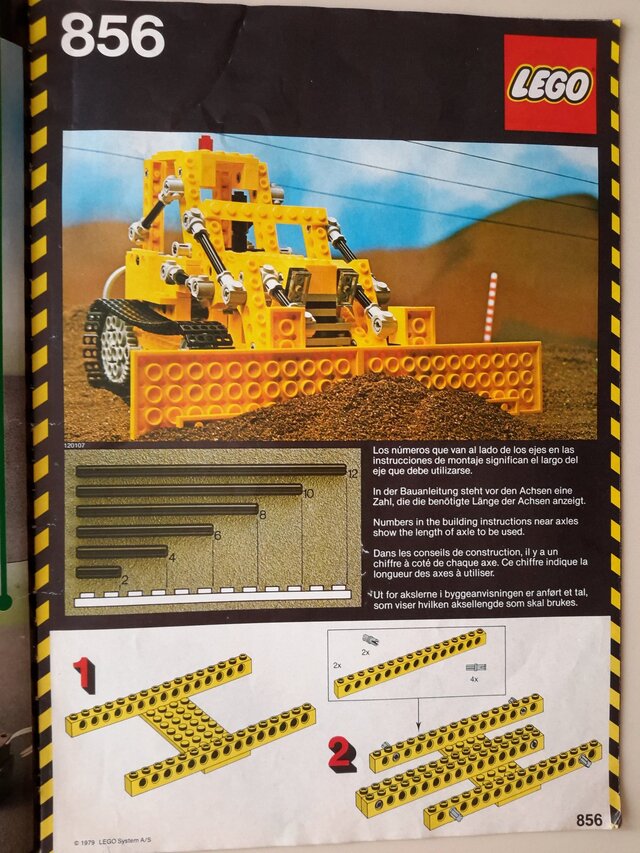 856
LEGO
120107
12
10
8
6
4
2
Los números que van al lado de los ejes en las
instrucciones de montaje significan el largo del
eje que debe utilizarse.
In der Bauanleitung steht vor den Achsen eine
Zahl, die die benötigte Länge der Achsen anzeigt.
Numbers in the building instructions near axles
show the length of axle to be used.
Dans les conseils de construction, il y a un
chiffre à coté de chaque axe. Ce chiffre indique la
longueur des axes à utiliser.
Ut for akslerne i byggeanvisningen er anført et tal,
som viser hvilken aksellengde som skal brukes.
1
2x
2x
4x
2
856
© 1979 LEGO System A/S